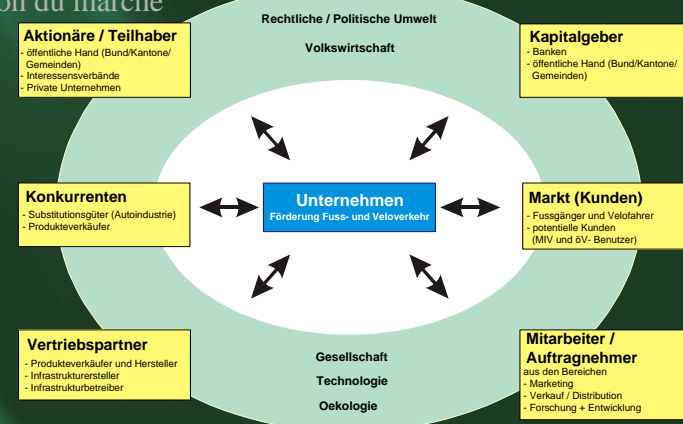 on du marché
Rechtliche / Politische Umwelt
Volkswirtschaft
Aktionäre / Teilhaber
- öffentliche Hand (Bund/Kantone/
Gemeinden)
- Interessensverbände
- Private Unternehmen
Kapitalgeber
- Banken
- öffentliche Hand (Bund/Kantone/
Gemeinden)
Konkurrenten
- Substitutionsgüter (Autoindustrie)
- Produkteverkäufer
Unternehmen
Förderung Fuss- und Veloverkehr
Markt (Kunden)
- Fussgänger und Velofahrer
- potentielle Kunden
(MIV und öV- Benutzer)
Vertriebspartner
- Produkteverkäufer und Hersteller
- Infrastrukturersteller
- Infrastrukturbetreiber
Gesellschaft
Technologie
Oekologie
Mitarbeiter /
Auftragnehmer
aus den Bereichen
- Marketing
- Verkauf / Distribution
- Forschung + Entwicklung